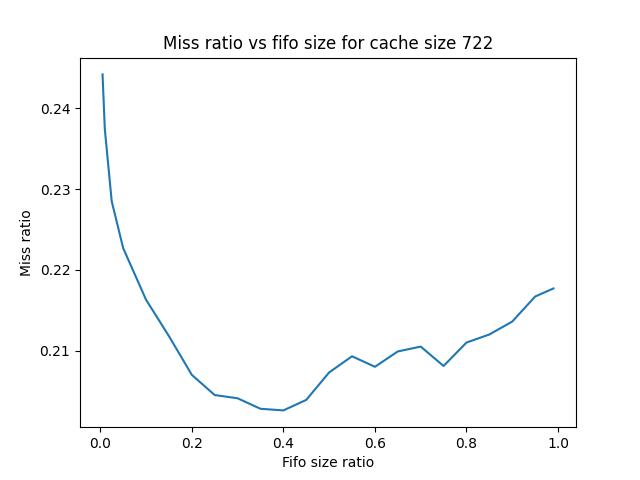 Miss ratio vs fifo size for cache size 722
0.24
0.23
0.22
0.21
Miss ratio
0.0 0.2 0.4 0.6 0.8 1.0
Fifo size ratio